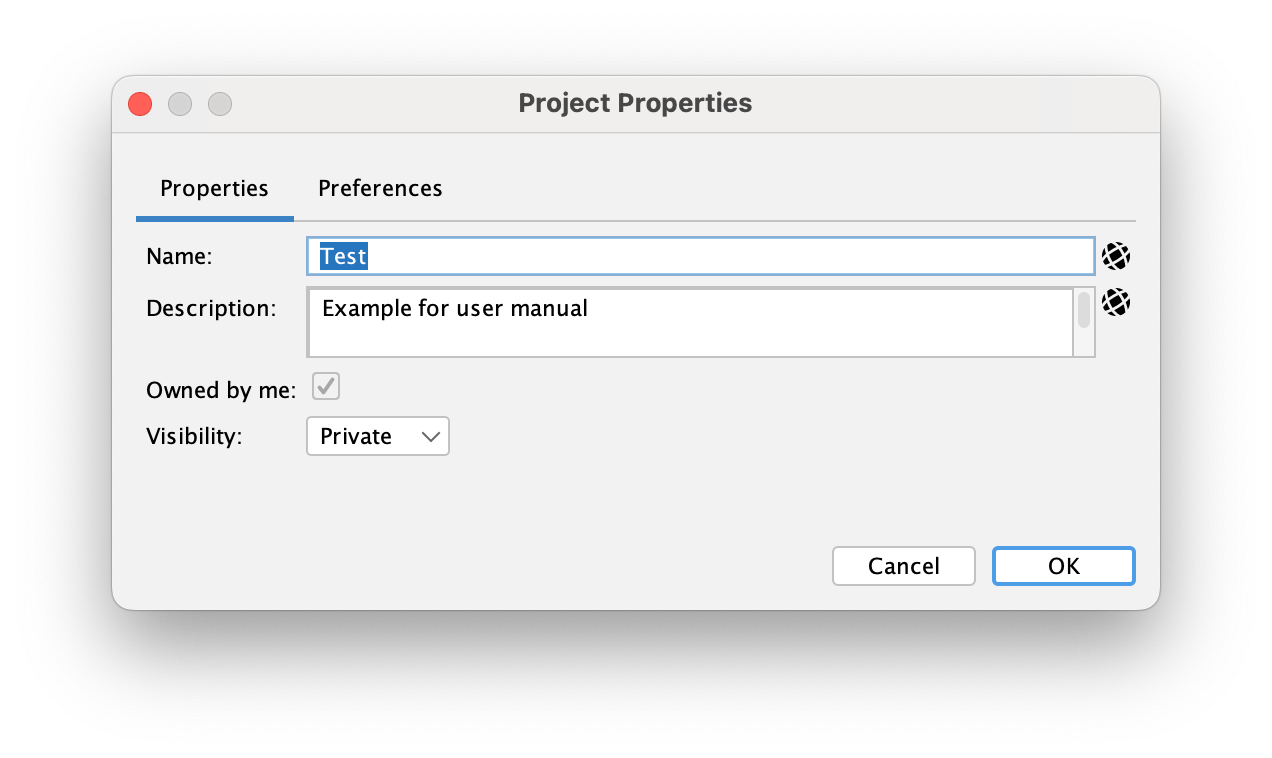 Project Properties
Properties Preferences
Name: Test
Description: Example for user manual
Owned by me:
Visibility: Private
Cancel OK